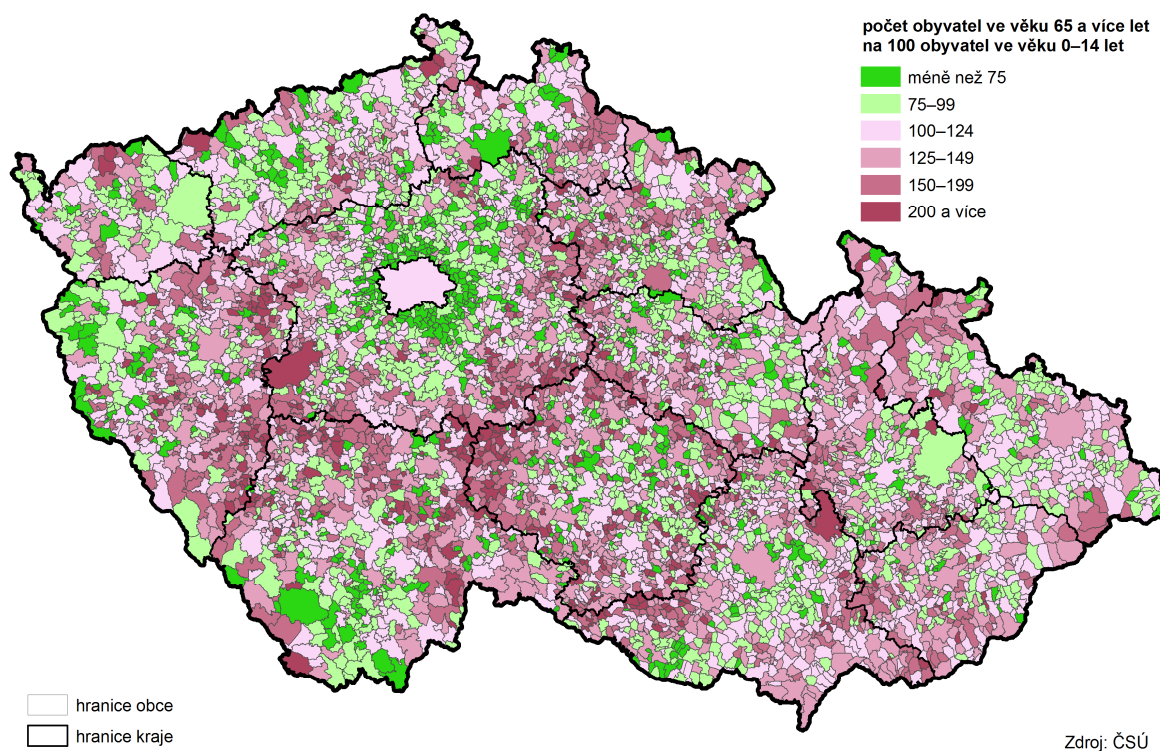 počet obyvatel ve věku 65 a více let
na 100 obyvatel ve věku 0–14 let
méně než 75
75–99
100–124
125–149
150–199
200 a více
hranice obce
hranice kraje
Zdroj: ČSÚ